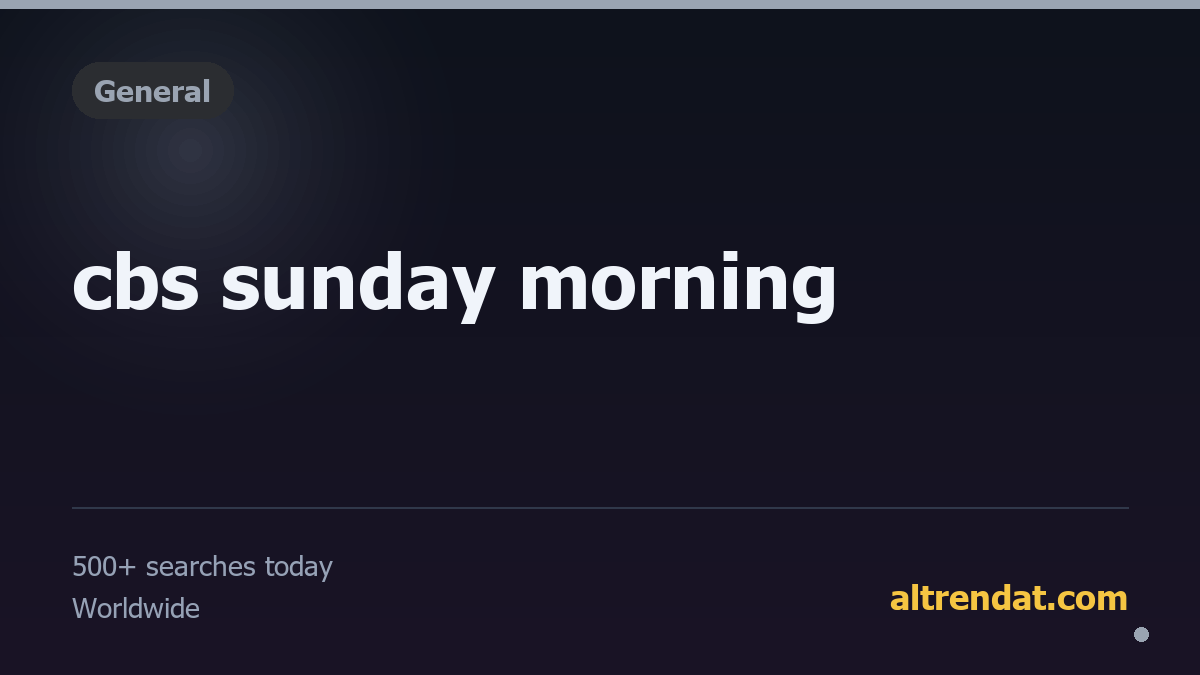 General
cbs sunday morning
500+ searches today
Worldwide
altrendat.com